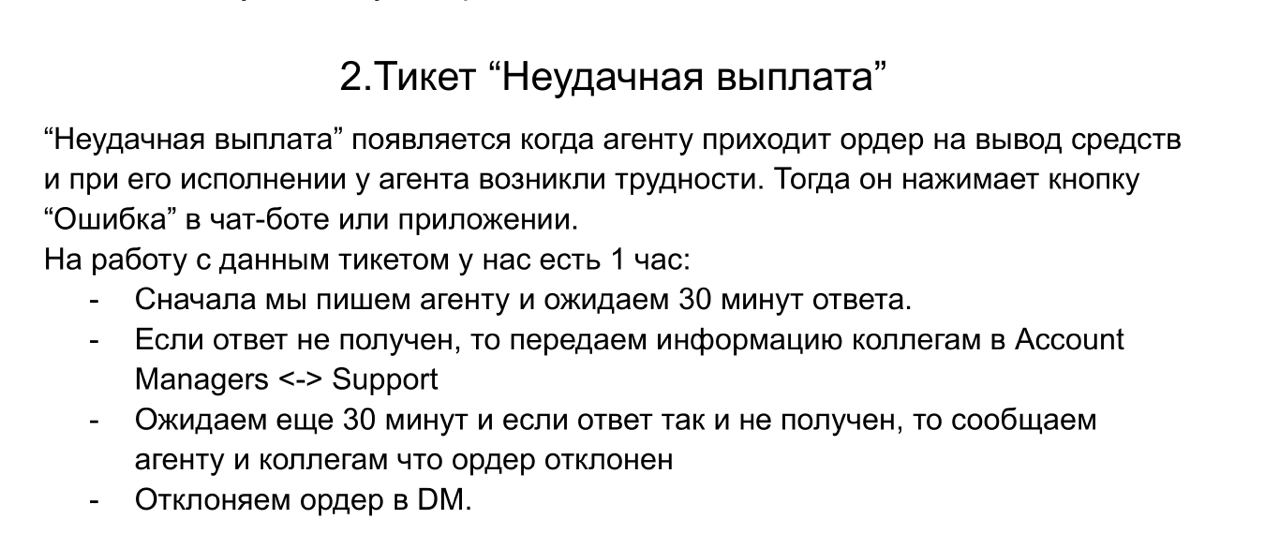 2.Тикет “Неудачная выплата”
“Неудачная выплата” появляется когда агенту приходит ордер на вывод средств
и при его исполнении у агента возникли трудности. Тогда он нажимает кнопку
“Ошибка” в чат-боте или приложении.
На работу с данным тикетом у нас есть 1 час:
- Сначала мы пишем агенту и ожидаем 30 минут ответа.
- Если ответ не получен, то передаем информацию коллегам в Account
Managers <-> Support
- Ожидаем еще 30 минут и если ответ так и не получен, то сообщаем
агенту и коллегам что ордер отклонен
- Отклоняем ордер в DM.